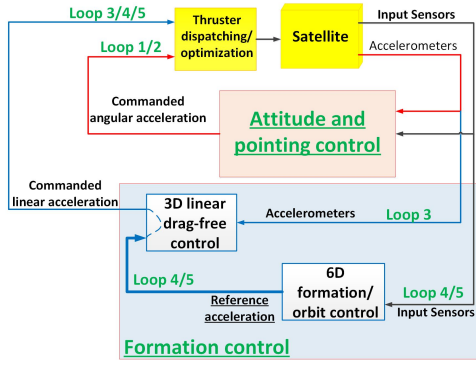 Loop 3/4/5
Thruster
dispatching/
optimization
Satellite
Input Sensors
Accelerometers
Loop 1/2
Commanded
angular acceleration
Attitude and
pointing control
Commanded
linear acceleration
3D linear
drag-free
control
Accelerometers
Loop 3
Loop 4/5
Reference
acceleration
6D
formation/
orbit control
Loop 4/5
Input Sensors
Formation control